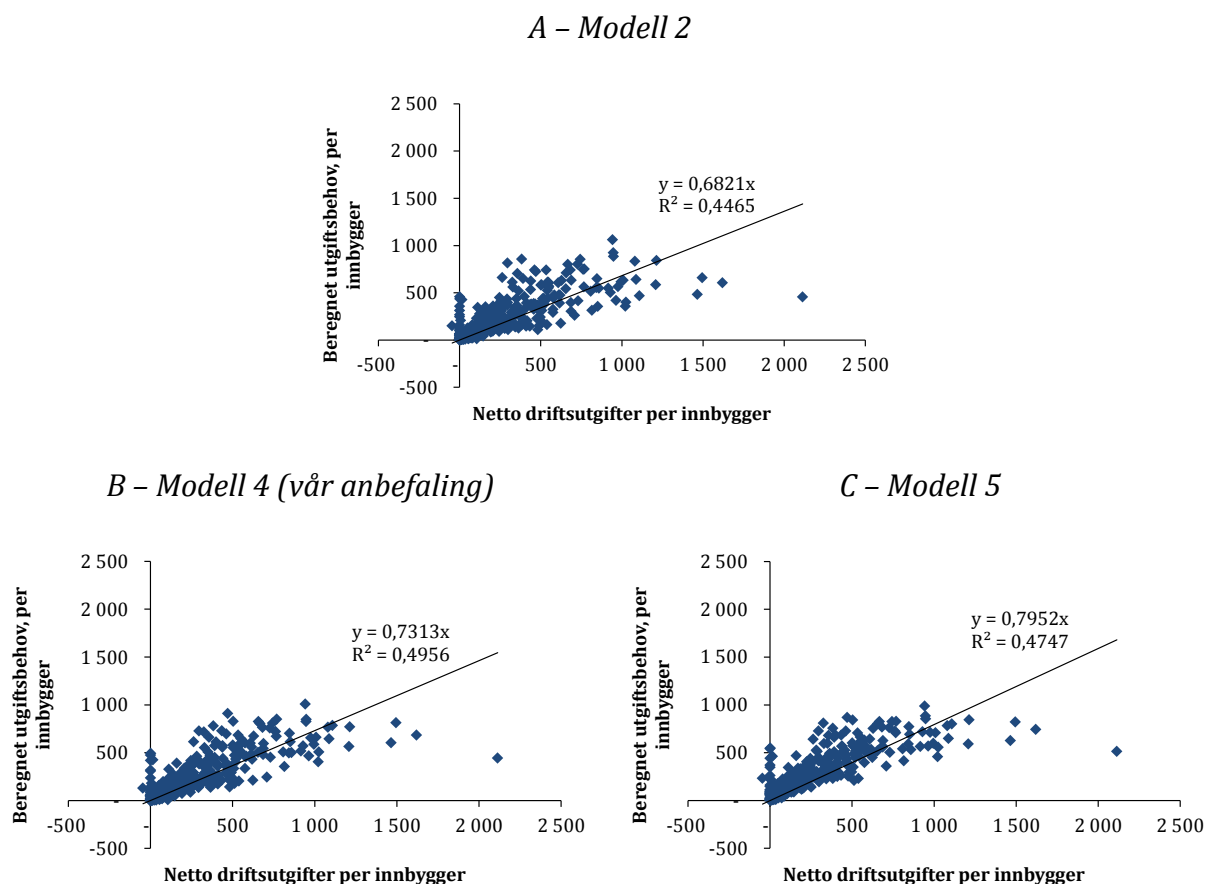 A – Modell 2
2 500
2 000
1 500
1 000
500
-
-500
-500
-
500
1 000
1 500
2 000
2 500
Beregnet utgiftsbehov, per
innbygger
y = 0,6821x
R² = 0,4465
Netto driftsutgifter per innbygger
B – Modell 4 (vår anbefaling)
2 500
2 000
1 500
1 000
500
-
-500
-500
-
500
1 000
1 500
2 000
2 500
Beregnet utgiftsbehov, per
innbygger
y = 0,7313x
R² = 0,4956
Netto driftsutgifter per innbygger
C – Modell 5
2 500
2 000
1 500
1 000
500
-
-500
-500
-
500
1 000
1 500
2 000
2 500
Beregnet utgiftsbehov, per
innbygger
y = 0,7952x
R² = 0,4747
Netto driftsutgifter per innbygger